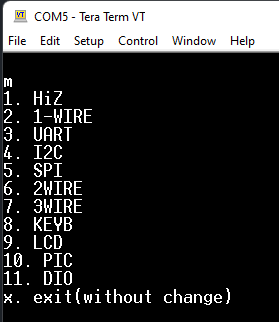 COM5 - Tera Term VT
File Edit Setup Control Window Help
m
1. HiZ
2. 1-WIRE
3. UART
4. I2C
5. SPI
6. 2WIRE
7. 3WIRE
8. KEYB
9. LCD
10. PIC
11. DIO
x. exit(without change)